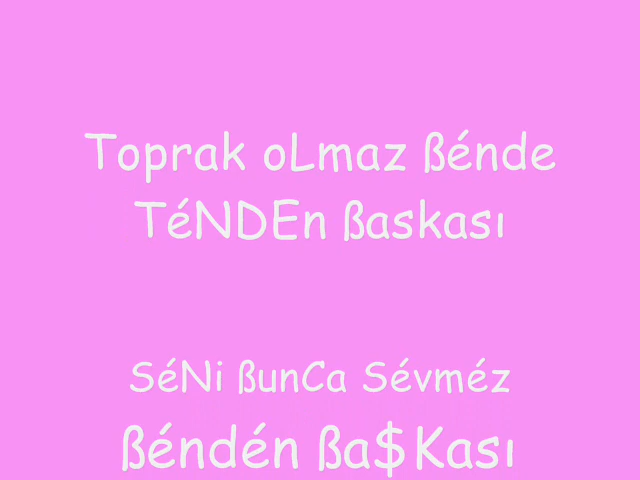 Toprak oLmaz ßénde
TéNDEn ßaskası
SéNi ßunCa Sévméz
ßéndén ßa$Kası